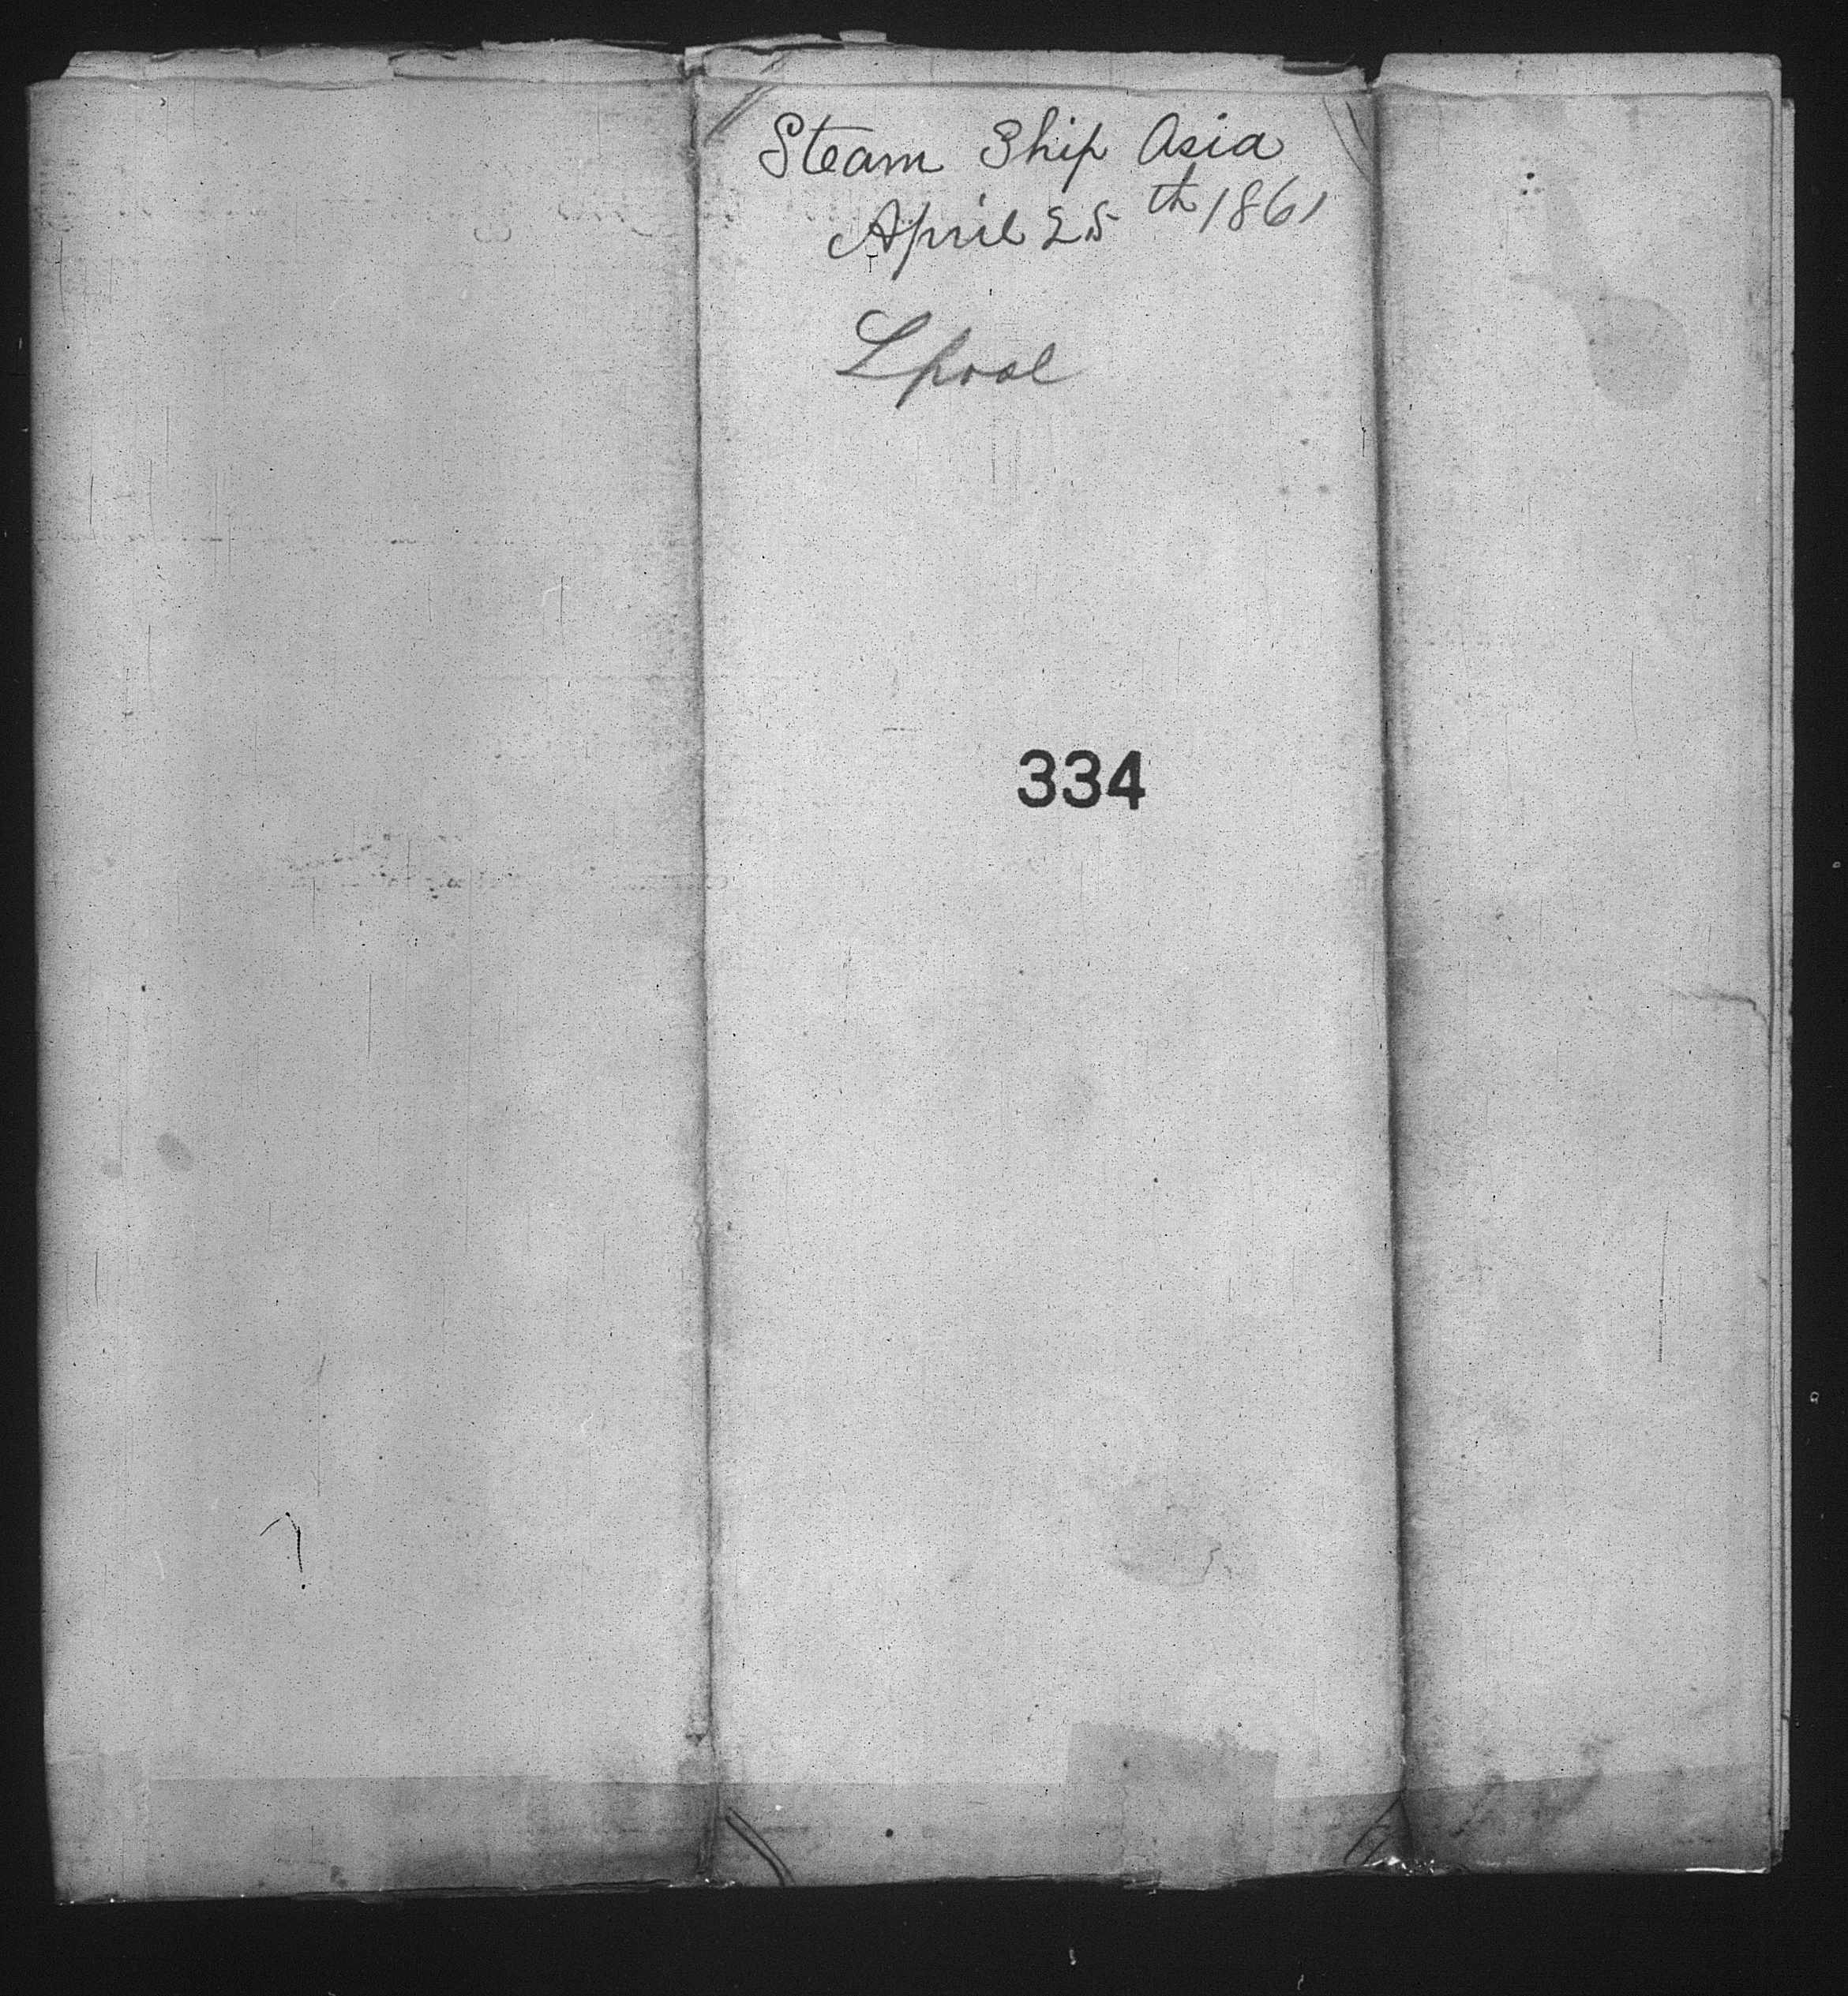 Steam Ship Asia
April 25th 1861
Lpool
334